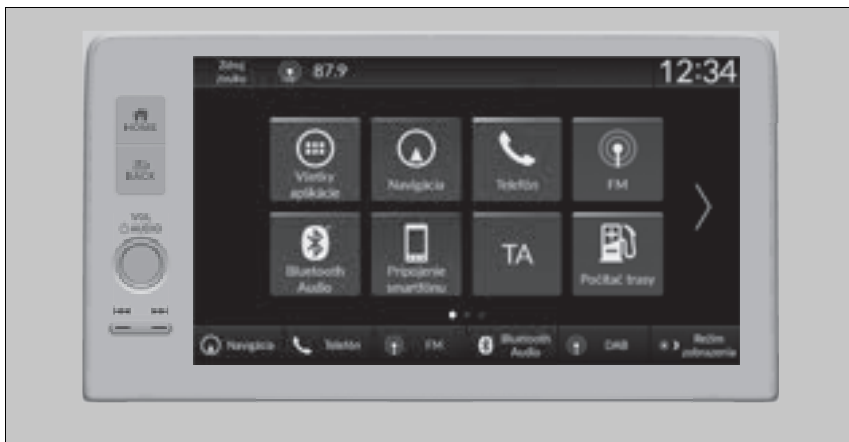 Zdroj
zvuku
87.9
12:34
HOME
BACK
VOL
AUDIO
Všetky
aplikácie
Navigácia
Telefón
FM
Bluetooth
Audio
Pripojenie
smartfónu
TA
Počítač trasy
Navigácia
Telefón
FM
Bluetooth
Audio
DAB
Režim
zobrazenia